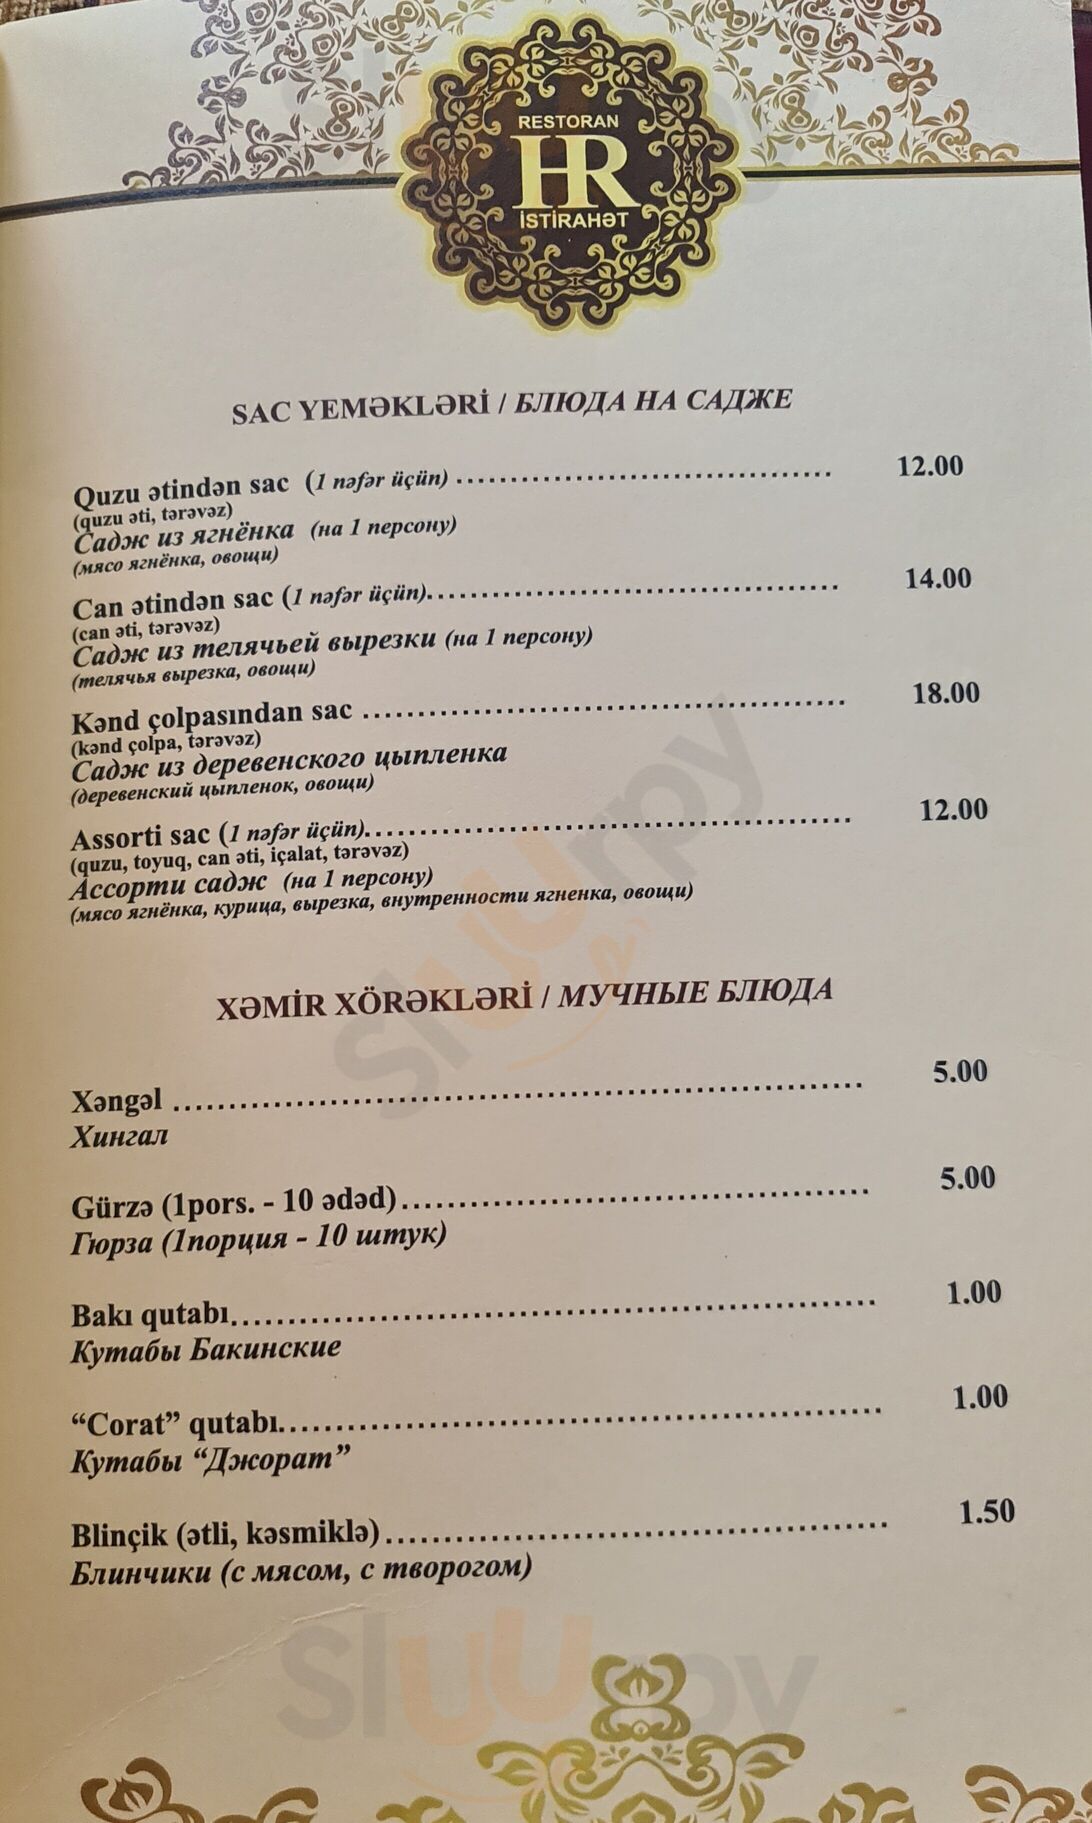 RESTORAN
HR
İSTİRAHƏT
SAC YEMƏKLƏRİ / БЛЮДА НА САДЖЕ
Quzu ətindən sac (1 nəfər üçün) .................................. 12.00
(quzu əti, tərəvəz)
Садж из ягнёнка (на 1 персону)
(мясо ягнёнка, овощи)
Can ətindən sac (1 nəfər üçün)..................................... 14.00
(can əti, tərəvəz)
Садж из телячьей вырезки (на 1 персону)
(телячья вырезка, овощи)
Kənd çolpasından sac ............................................ 18.00
(kənd çolpa, tərəvəz)
Садж из деревенского цыпленка
(деревенский цыпленок, овощи)
Assorti sac (1 nəfər üçün)............................................ 12.00
(quzu, toyuq, can əti, içalat, tərəvəz)
Ассорти садж (на 1 персону)
(мясо ягнёнка, курица, вырезка, внутренности ягненка, овощи)
XƏMİR XÖRƏKLƏRİ / МУЧНЫЕ БЛЮДА
Xəngəl .............................................................. 5.00
Хингал
Gürzə (1pors. - 10 ədəd)........................................... 5.00
Гюрза (1порция - 10 штук)
Bakı qutabı.......................................................... 1.00
Кутабы Бакинские
“Corat” qutabı....................................................... 1.00
Кутабы “Джорат”
Blinçik (ətli, kəsmiklə)............................................. 1.50
Блинчики (с мясом, с творогом)
Sluurpy
Sluurpy